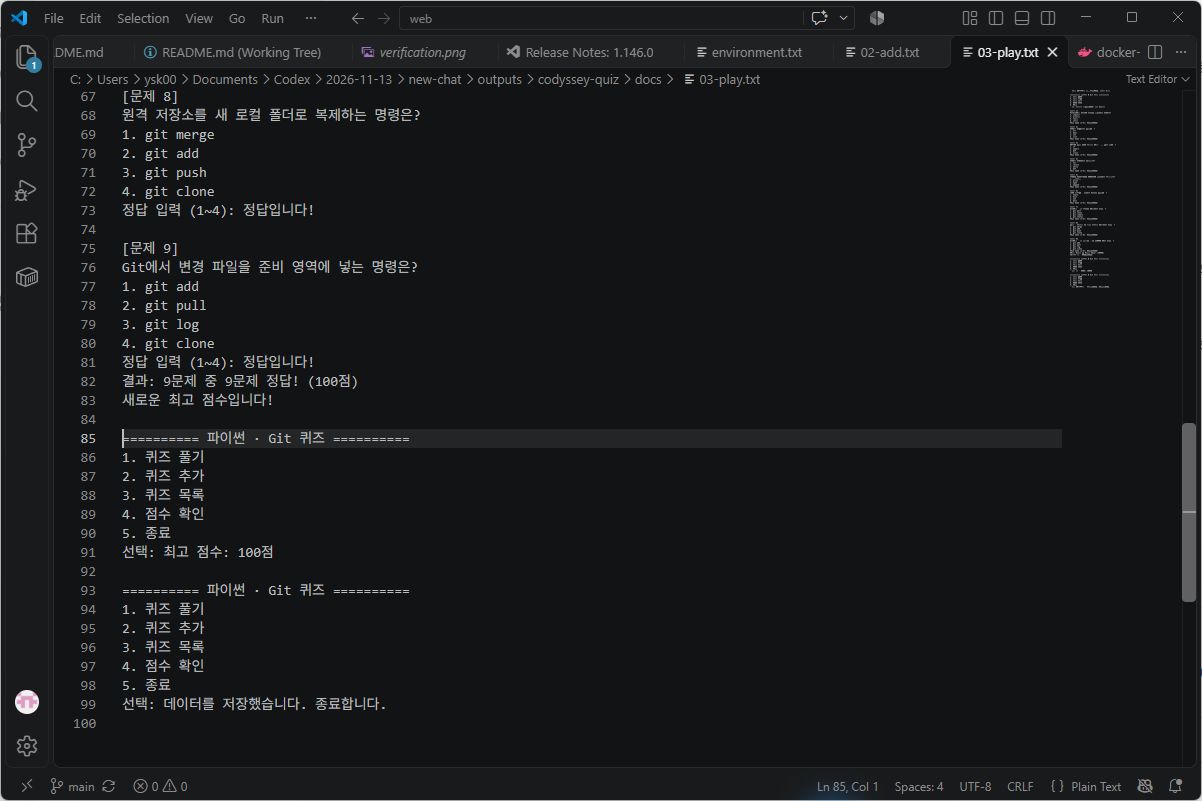 File Edit Selection View Go Run ··· web
DME.md README.md (Working Tree) verification.png Release Notes: 1.146.0 environment.txt 02-add.txt 03-play.txt docker-
C: > Users > ysk00 > Documents > Codex > 2026-11-13 > new-chat > outputs > codyssey-quiz > docs > 03-play.txt Text Editor
1
67 [문제 8]
68 원격 저장소를 새 로컬 폴더로 복제하는 명령은?
69 1. git merge
70 2. git add
71 3. git push
72 4. git clone
73 정답 입력 (1~4): 정답입니다!
74
75 [문제 9]
76 Git에서 변경 파일을 준비 영역에 넣는 명령은?
77 1. git add
78 2. git pull
79 3. git log
80 4. git clone
81 정답 입력 (1~4): 정답입니다!
82 결과: 9문제 중 9문제 정답! (100점)
83 새로운 최고 점수입니다!
84
85 ========== 파이썬 · Git 퀴즈 ==========
86 1. 퀴즈 풀기
87 2. 퀴즈 추가
88 3. 퀴즈 목록
89 4. 점수 확인
90 5. 종료
91 선택: 최고 점수: 100점
92
93 ========== 파이썬 · Git 퀴즈 ==========
94 1. 퀴즈 풀기
95 2. 퀴즈 추가
96 3. 퀴즈 목록
97 4. 점수 확인
98 5. 종료
99 선택: 데이터를 저장했습니다. 종료합니다.
100
main 0 0 Ln 85, Col 1 Spaces: 4 UTF-8 CRLF { } Plain Text